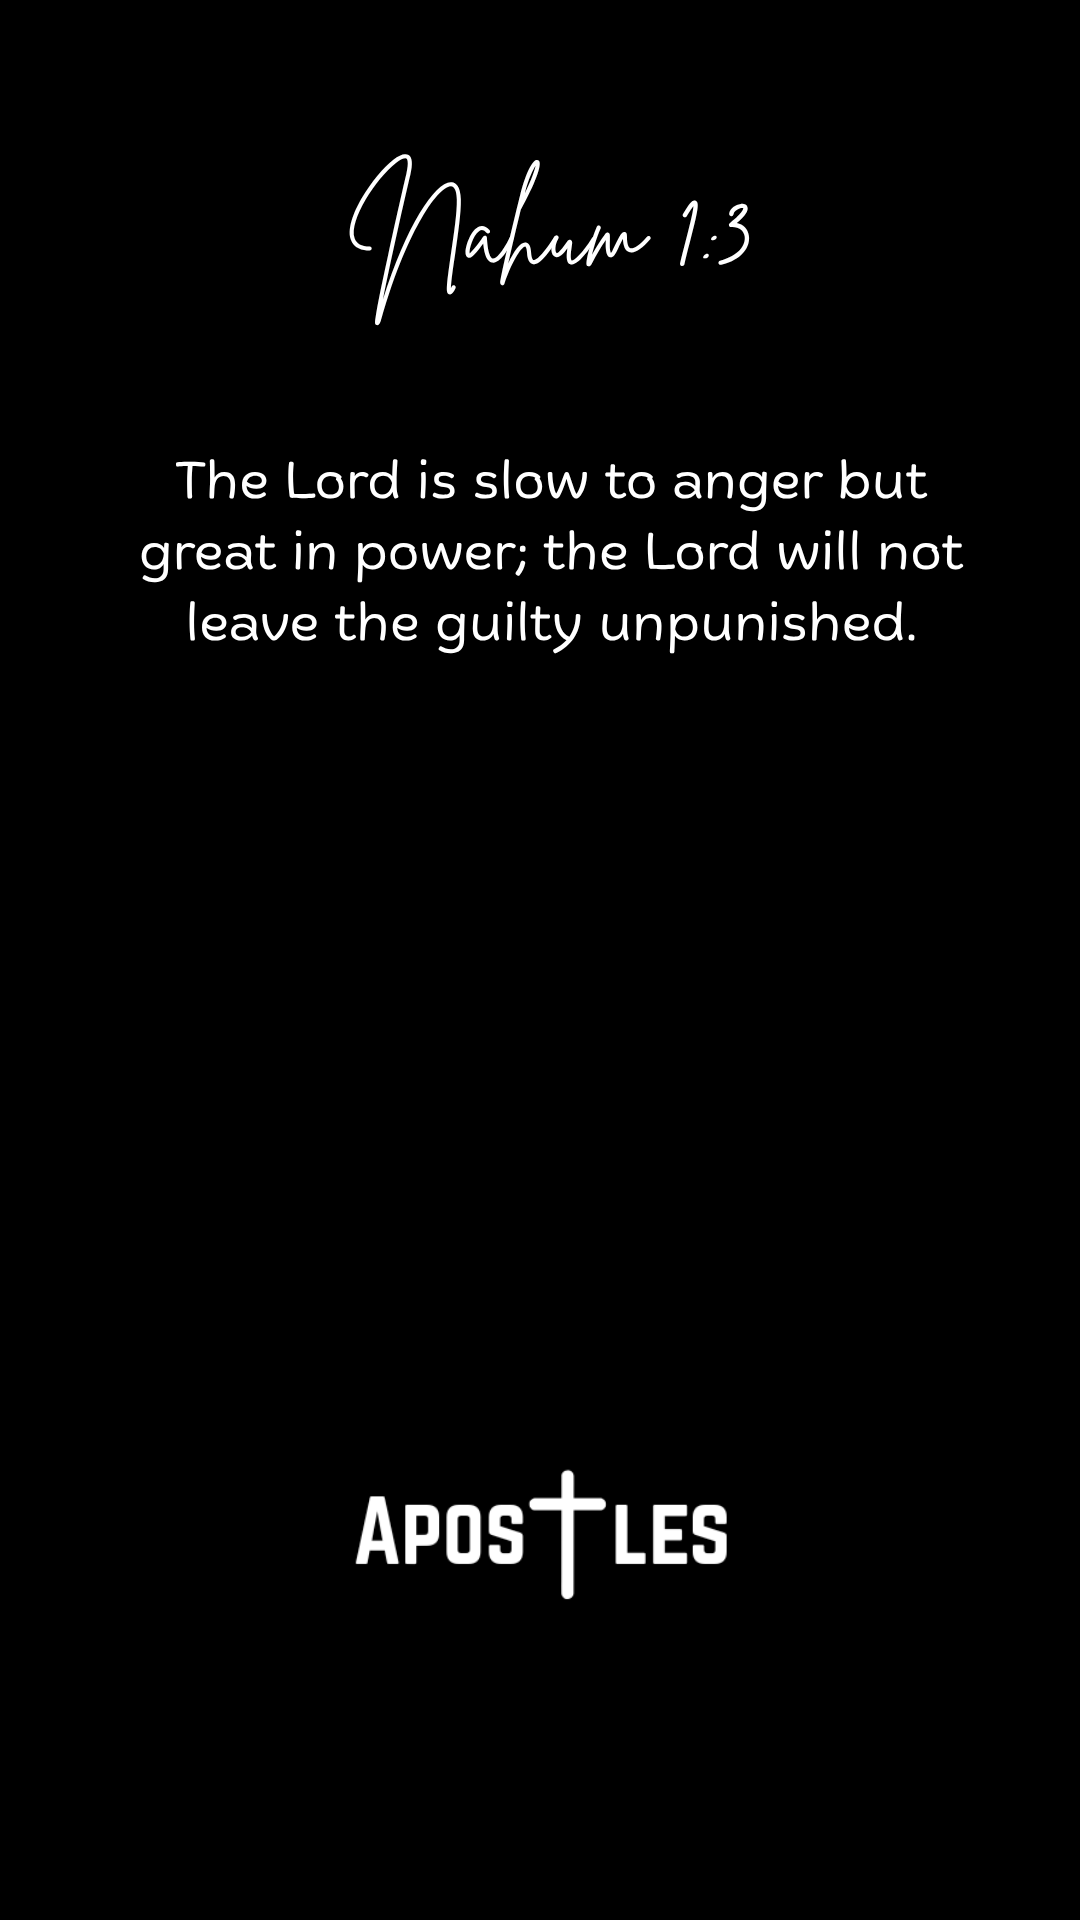 Nahum 1:3
The Lord is slow to anger but
great in power; the Lord will not
leave the guilty unpunished.
Apostles